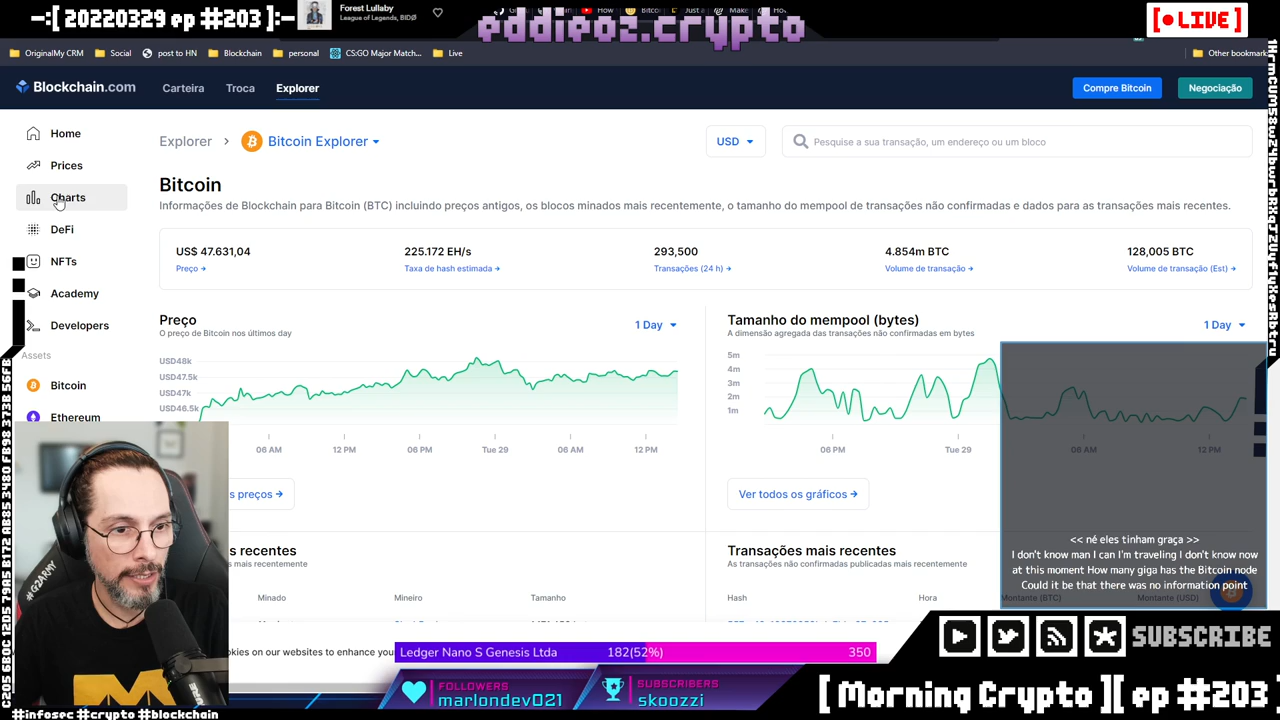 -:[ 20220329 ep #203 ]:-
Forest Lullaby
League of Legends, BIDØ
eddieoz.crypto
[ ● LIVE ]
OriginalMy CRM
Social
post to HN
Blockchain
personal
CS:GO Major Match...
Live
Other bookmark
Blockchain.com
Carteira
Troca
Explorer
Compre Bitcoin
Negociação
Home
Prices
Charts
DeFi
NFTs
Academy
Developers
Assets
Bitcoin
Ethereum
Explorer
Bitcoin Explorer
USD
Pesquise a sua transação, um endereço ou um bloco
Bitcoin
Informações de Blockchain para Bitcoin (BTC) incluindo preços antigos, os blocos minados mais recentemente, o tamanho do mempool de transações não confirmadas e dados para as transações mais recentes.
US$ 47.631,04
225.172 EH/s
293,500
4.854m BTC
128,005 BTC
Preço →
Taxa de hash estimada →
Transações (24 h) →
Volume de transação →
Volume de transação (Est) →
Preço
O preço de Bitcoin nos últimos day
1 Day
USD48k
USD47.5k
USD47k
USD46.5k
06 AM
12 PM
06 PM
Tue 29
06 AM
12 PM
s preços →
Tamanho do mempool (bytes)
A dimensão agregada das transações não confirmadas em bytes
1 Day
5m
4m
3m
2m
1m
06 PM
Tue 29
06 AM
12 PM
Ver todos os gráficos →
<< né eles tinham graça >>
I don't know man I can I'm traveling I don't know now
at this moment How many giga has the Bitcoin node
Could it be that there was no information point
s recentes
mais recentemente
Minado
Mineiro
Tamanho
Transações mais recentes
As transações não confirmadas publicadas mais recentemente
Hash
Hora
Montante (BTC)
Montante (USD)
okies on our websites to enhance you
Ledger Nano S Genesis Ltda
182(52%)
350
FOLLOWERS
marlondev021
SUBSCRIBERS
skoozzi
SUBSCRIBE
[ Morning Crypto ][ ep #203
#infosec #crypto #blockchain